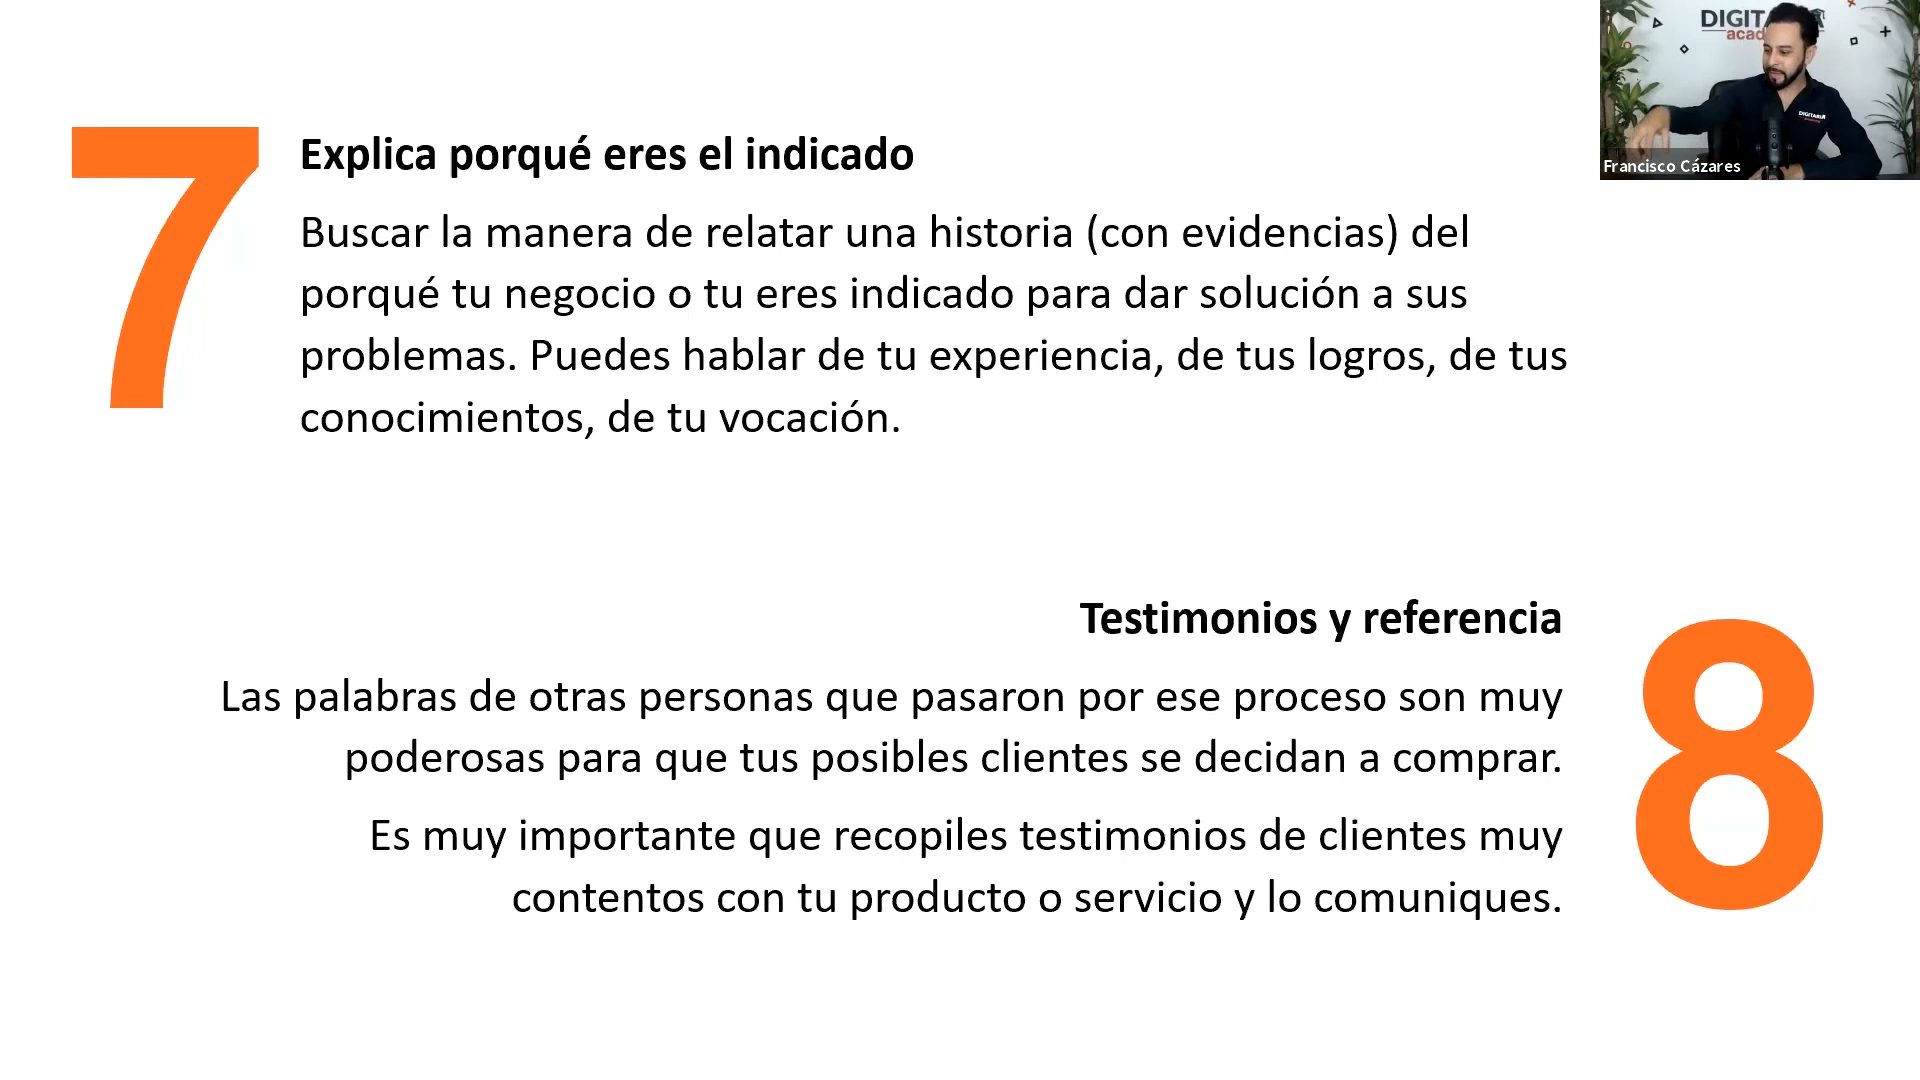 DIGIT
acad
DIGITARIA
Francisco Cázares
7
Explica porqué eres el indicado
Buscar la manera de relatar una historia (con evidencias) del
porqué tu negocio o tu eres indicado para dar solución a sus
problemas. Puedes hablar de tu experiencia, de tus logros, de tus
conocimientos, de tu vocación.
Testimonios y referencia
8
Las palabras de otras personas que pasaron por ese proceso son muy
poderosas para que tus posibles clientes se decidan a comprar.
Es muy importante que recopiles testimonios de clientes muy
contentos con tu producto o servicio y lo comuniques.